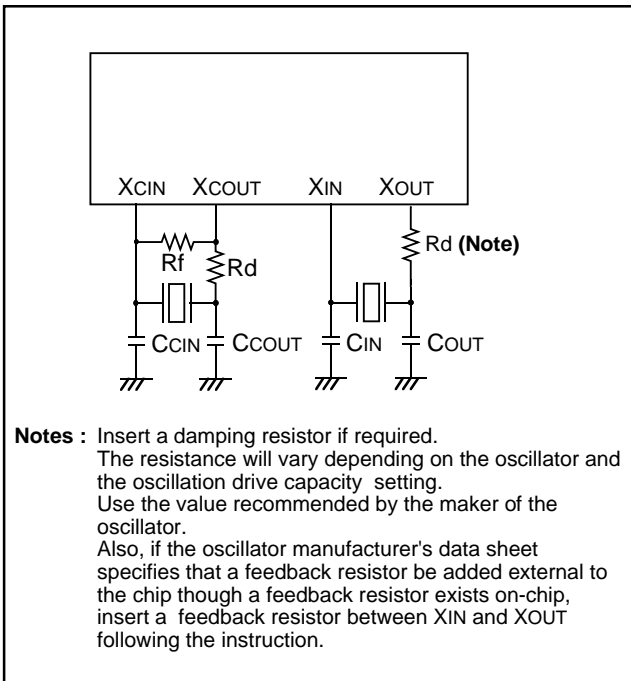 XCIN XCOUT XIN XOUT
Rd (Note)
Rf Rd
CCIN CCOUT CIN COUT
Notes : Insert a damping resistor if required.
The resistance will vary depending on the oscillator and
the oscillation drive capacity setting.
Use the value recommended by the maker of the
oscillator.
Also, if the oscillator manufacturer's data sheet
specifies that a feedback resistor be added external to
the chip though a feedback resistor exists on-chip,
insert a feedback resistor between XIN and XOUT
following the instruction.